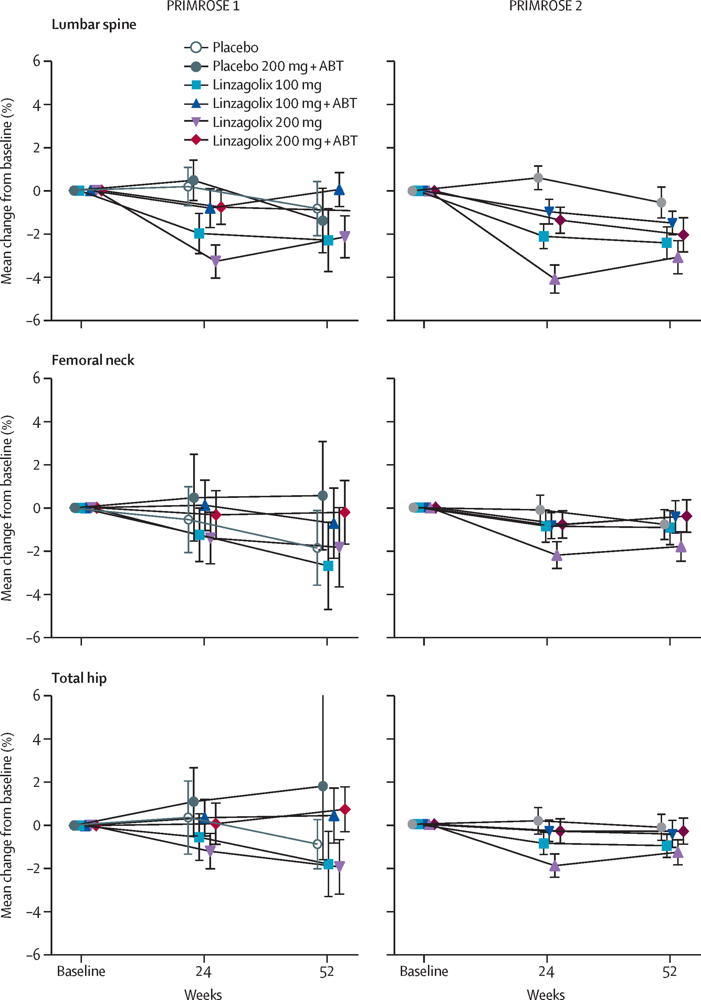 PRIMROSE 1
PRIMROSE 2
Lumbar spine
Placebo
Placebo 200 mg + ABT
Linzagolix 100 mg
Linzagolix 100 mg + ABT
Linzagolix 200 mg
Linzagolix 200 mg + ABT
6
4
2
0
–2
–4
–6
Mean change from baseline (%)
Femoral neck
6
4
2
0
–2
–4
–6
Mean change from baseline (%)
Total hip
6
4
2
0
–2
–4
–6
Mean change from baseline (%)
Baseline 24 52
Weeks
Baseline 24 52
Weeks